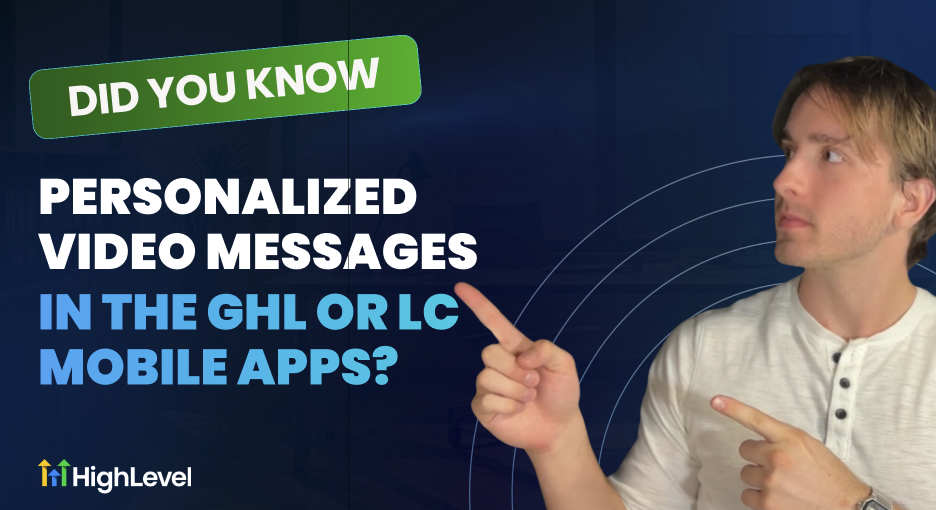 DID YOU KNOW
PERSONALIZED
VIDEO MESSAGES
IN THE GHL OR LC
MOBILE APPS?
HighLevel